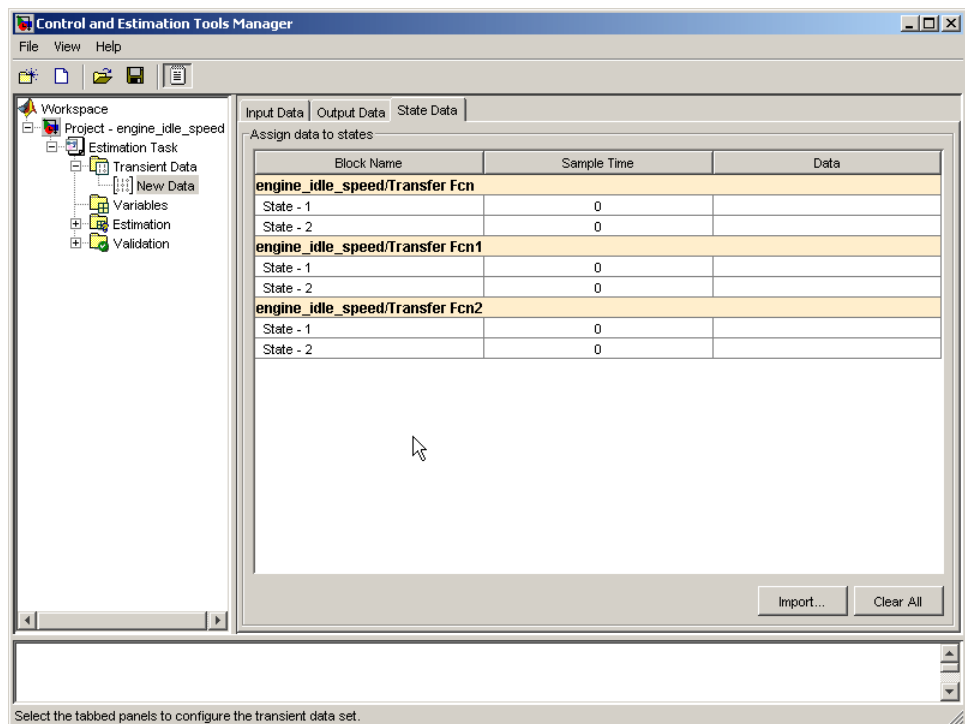 Control and Estimation Tools Manager
File View Help
Workspace
Project - engine_idle_speed
Estimation Task
Transient Data
New Data
Variables
Estimation
Validation
Input Data Output Data State Data
Assign data to states
Block Name Sample Time Data
engine_idle_speed/Transfer Fcn
State - 1 0
State - 2 0
engine_idle_speed/Transfer Fcn1
State - 1 0
State - 2 0
engine_idle_speed/Transfer Fcn2
State - 1 0
State - 2 0
Import... Clear All
Select the tabbed panels to configure the transient data set.